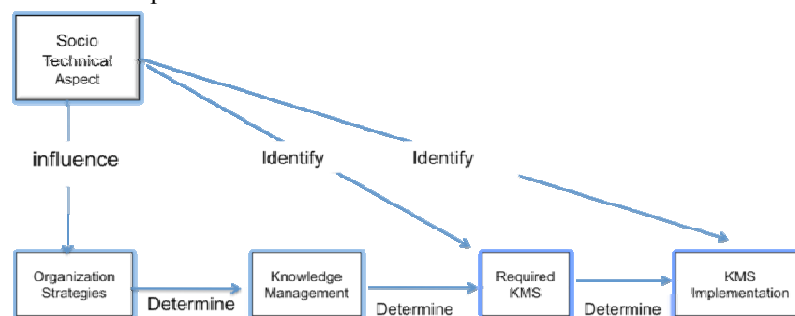 Socio
Technical
Aspect
influence
Identify
Identify
Organization
Strategies
Determine
Knowledge
Management
Determine
Required
KMS
Determine
KMS
Implementation